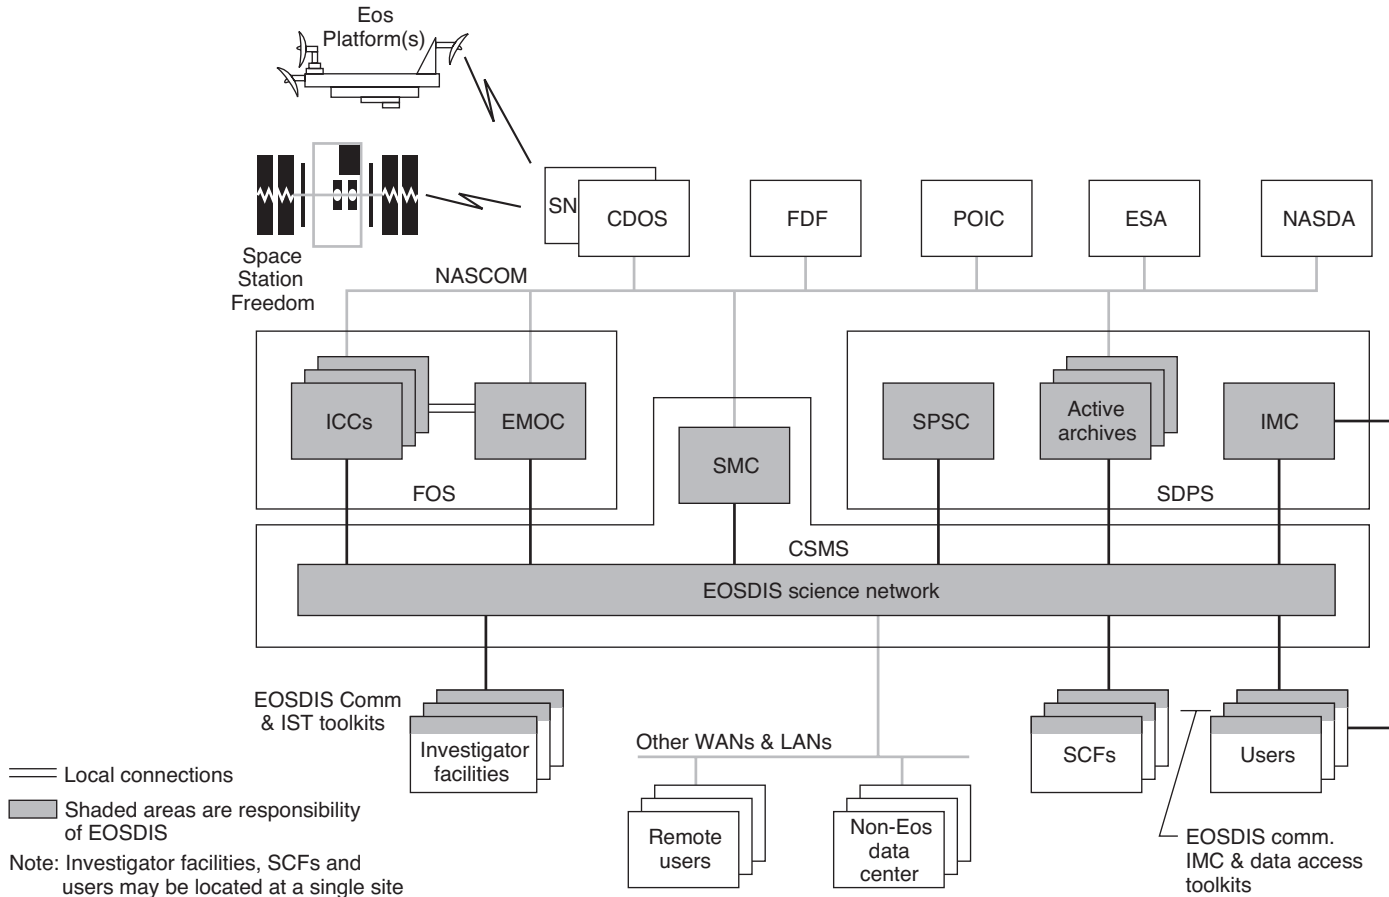 Eos
Platform(s)
SN
CDOS
FDF
POIC
ESA
NASDA
Space
Station
Freedom
NASCOM
ICCs
EMOC
FOS
SMC
SPSC
Active
archives
IMC
SDPS
CSMS
EOSDIS science network
EOSDIS Comm
& IST toolkits
Investigator
facilities
Other WANs & LANs
SCFs
Users
Remote
users
Non-Eos
data
center
EOSDIS comm.
IMC & data access
toolkits
Local connections
Shaded areas are responsibility
of EOSDIS
Note: Investigator facilities, SCFs and
users may be located at a single site